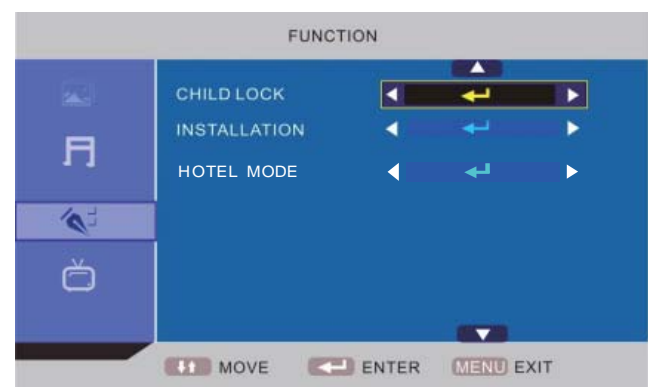 FUNCTION
CHILD LOCK
INSTALLATION
HOTEL MODE
MOVE ENTER MENU EXIT